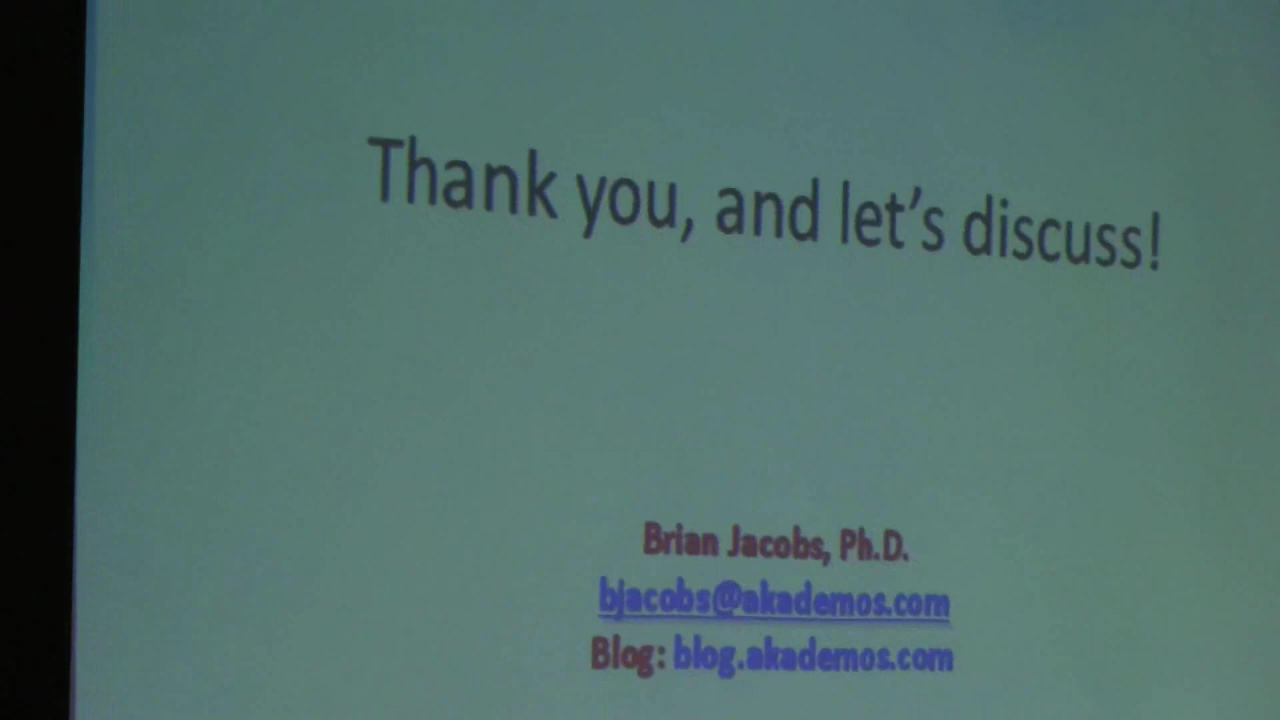 Thank you, and let's discuss!
Brian Jacobs, Ph.D.
bjacobs@akademos.com
Blog: blog.akademos.com